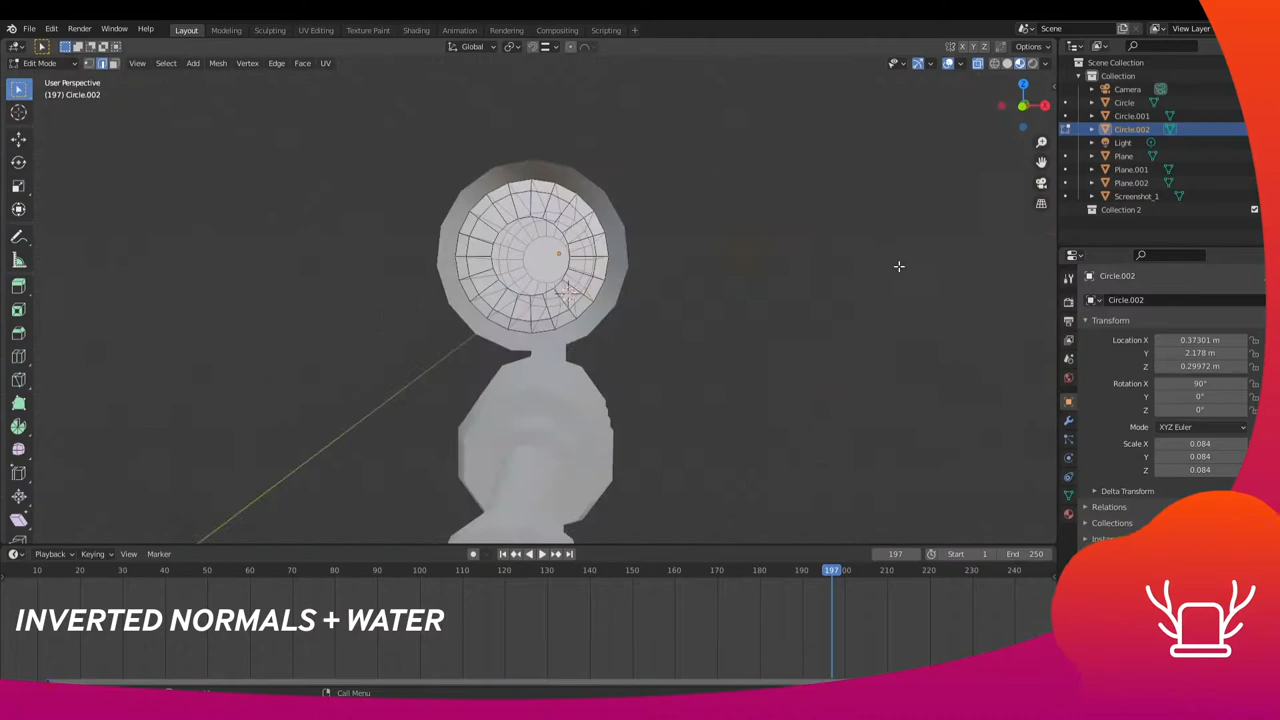 File Edit Render Window Help Layout Modeling Sculpting UV Editing Texture Paint Shading Animation Rendering Compositing Scripting Scene View Layer
Global X Y Z Options
Edit Mode View Select Add Mesh Vertex Edge Face UV
User Perspective
(197) Circle.002
Z
X
Scene Collection
Collection
Camera
Circle
Circle.001
Circle.002
Light
Plane
Plane.001
Plane.002
Screenshot_1
Collection 2
Circle.002
Circle.002
Transform
Location X 0.37301 m
Y 2.178 m
Z 0.29972 m
Rotation X 90°
Y 0°
Z 0°
Mode XYZ Euler
Scale X 0.084
Y 0.084
Z 0.084
Delta Transform
Relations
Collections
Playback Keying View Marker 197 Start 1 End 250
10 20 30 40 50 60 70 80 90 100 110 120 130 140 150 160 170 180 190 197 00 210 220 230 240
INVERTED NORMALS + WATER
Call Menu